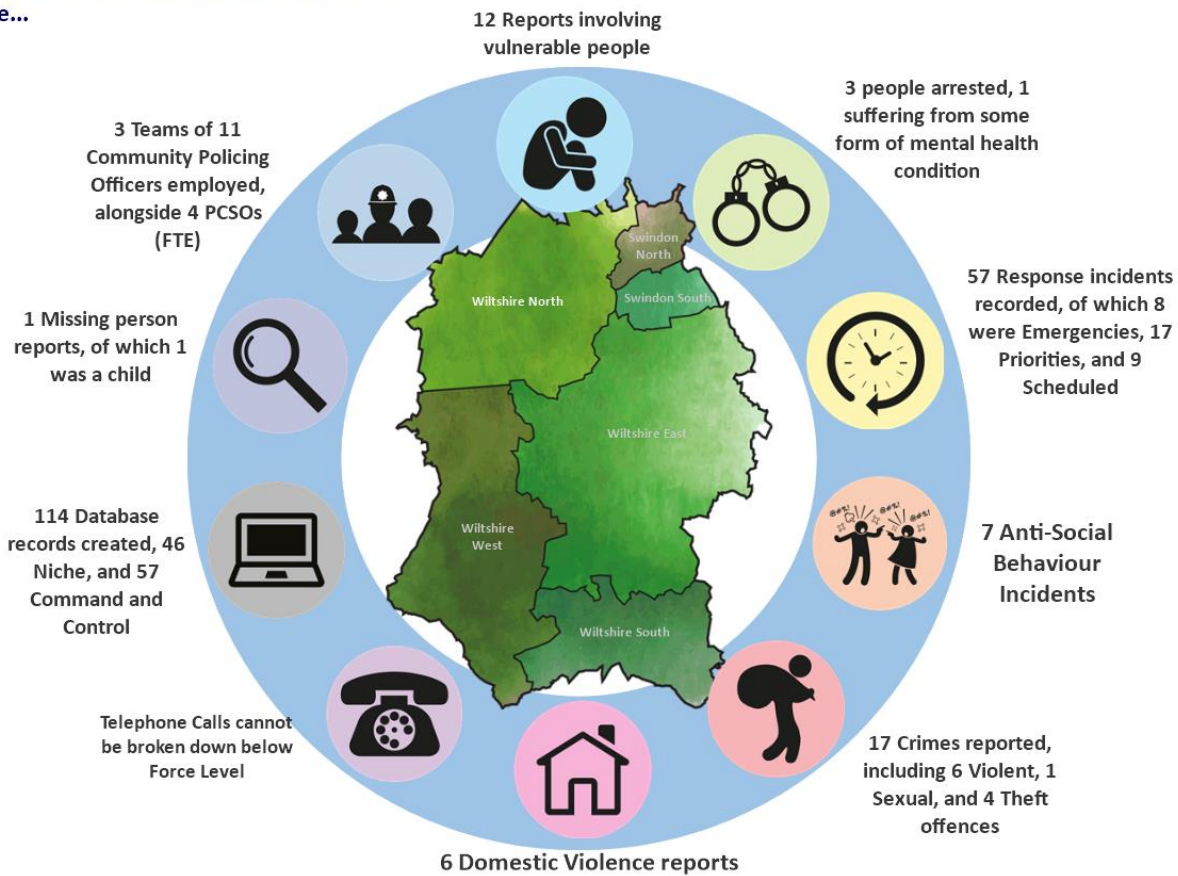 e...
12 Reports involving
vulnerable people
3 people arrested, 1
suffering from some
form of mental health
condition
3 Teams of 11
Community Policing
Officers employed,
alongside 4 PCSOs
(FTE)
Swindon
North
Wiltshire North
Swindon South
57 Response incidents
recorded, of which 8
were Emergencies, 17
Priorities, and 9
Scheduled
1 Missing person
reports, of which 1
was a child
Wiltshire East
114 Database
records created, 46
Niche, and 57
Command and
Control
Wiltshire
West
@#%!
@#%!
7 Anti-Social
Behaviour
Incidents
Wiltshire South
Telephone Calls cannot
be broken down below
Force Level
17 Crimes reported,
including 6 Violent, 1
Sexual, and 4 Theft
offences
6 Domestic Violence reports